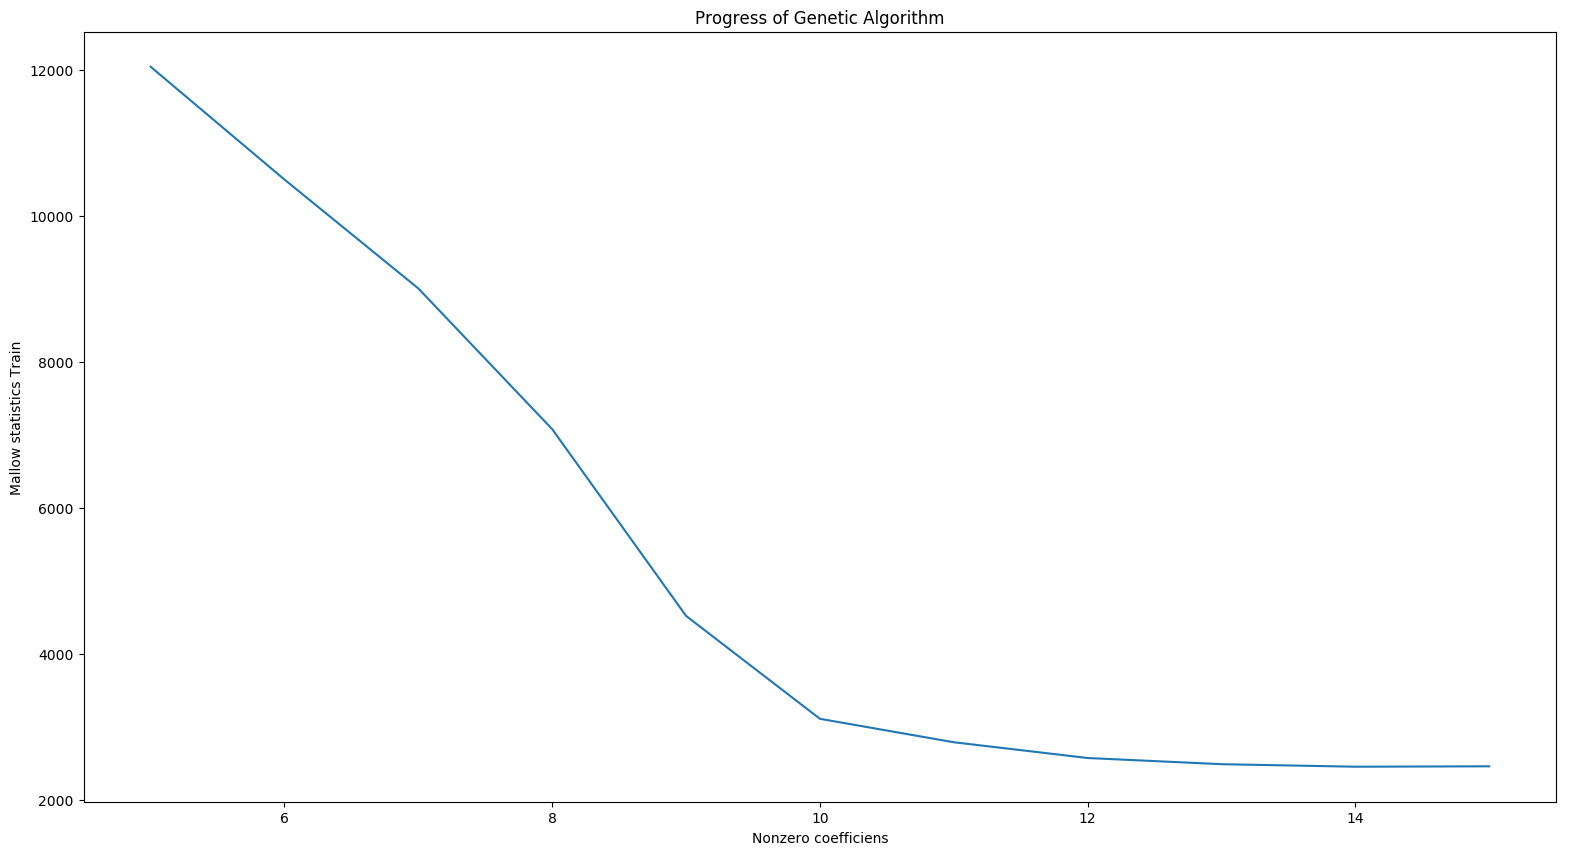 Progress of Genetic Algorithm
12000
10000
8000
6000
4000
2000
Mallow statistics Train
6 8 10 12 14
Nonzero coefficiens